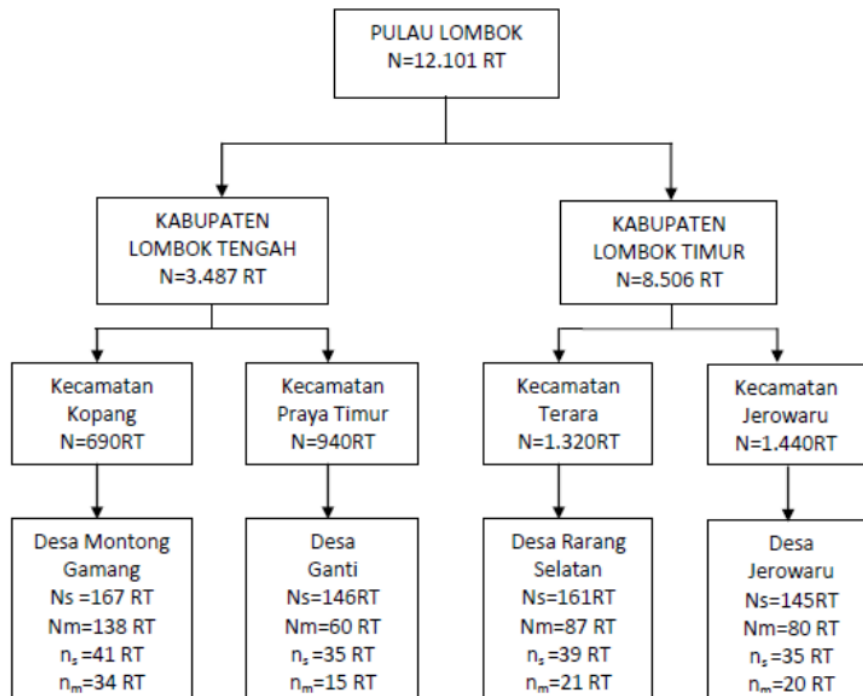 PULAU LOMBOK
N=12.101 RT
KABUPATEN
LOMBOK TENGAH
N=3.487 RT
KABUPATEN
LOMBOK TIMUR
N=8.506 RT
Kecamatan
Kopang
N=690RT
Kecamatan
Praya Timur
N=940RT
Kecamatan
Terara
N=1.320RT
Kecamatan
Jerowaru
N=1.440RT
Desa Montong
Gamang
Ns =167 RT
Nm=138 RT
nₛ =41 RT
nₘ=34 RT
Desa
Ganti
Ns=146RT
Nm=60 RT
nₛ =35 RT
nₘ=15 RT
Desa Rarang
Selatan
Ns=161RT
Nm=87 RT
nₛ =39 RT
nₘ=21 RT
Desa
Jerowaru
Ns=145RT
Nm=80 RT
nₛ =35 RT
nₘ=20 RT